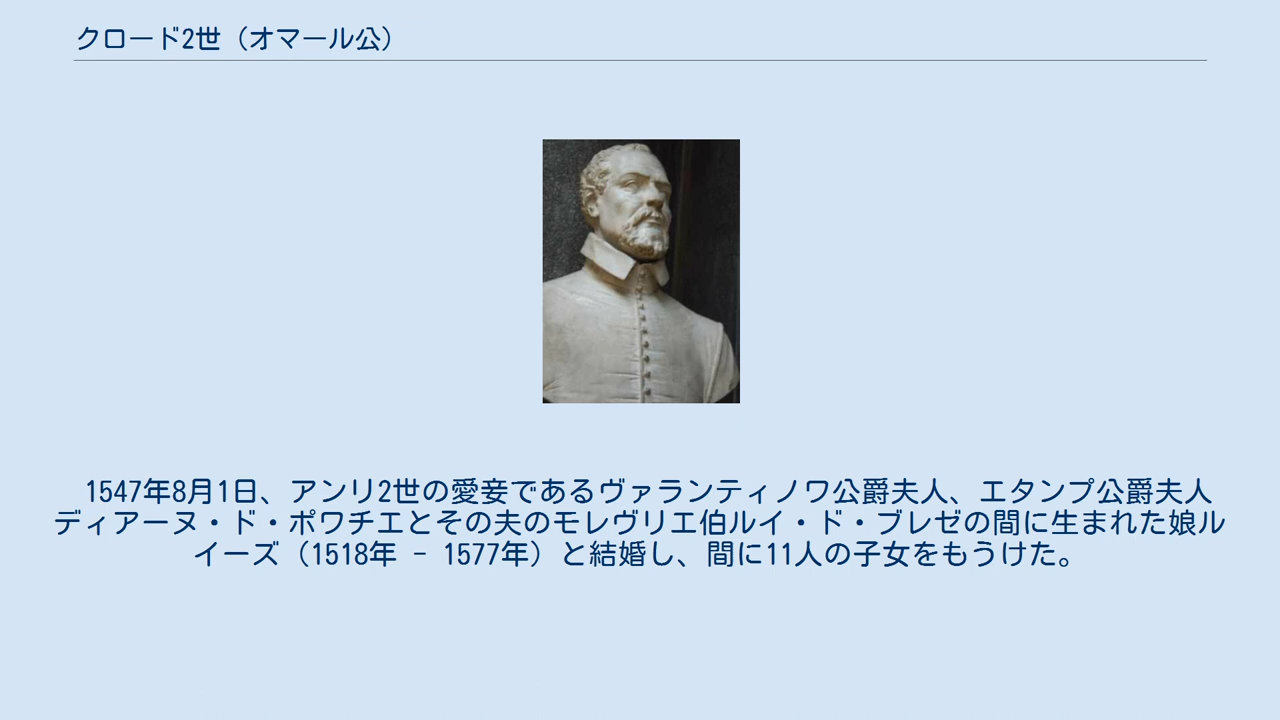 クロード2世（オマール公）
1547年8月1日、アンリ2世の愛妾であるヴァランティノワ公爵夫人、エタンプ公爵夫人
ディアーヌ・ド・ポワチエとその夫のモレヴリエ伯ルイ・ド・ブレゼの間に生まれた娘ル
イーズ（1518年 - 1577年）と結婚し、間に11人の子女をもうけた。